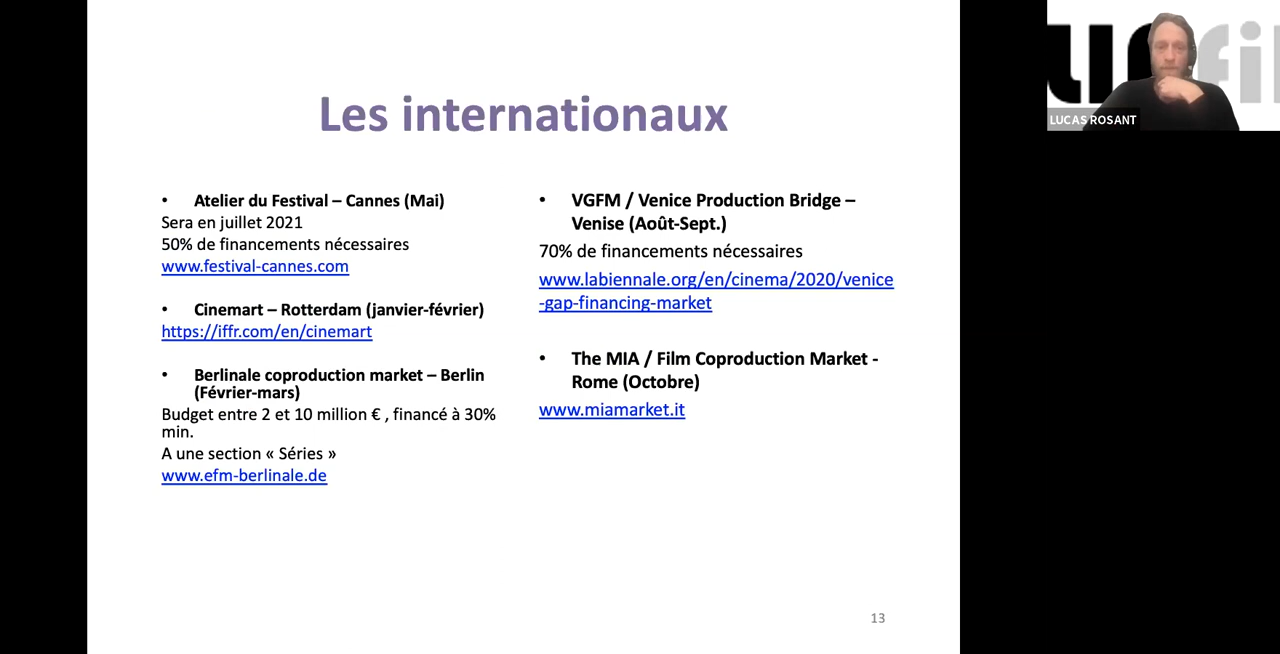 Les internationaux
• Atelier du Festival – Cannes (Mai)
Sera en juillet 2021
50% de financements nécessaires
www.festival-cannes.com
• Cinemart – Rotterdam (janvier-février)
https://iffr.com/en/cinemart
• Berlinale coproduction market – Berlin
(Février-mars)
Budget entre 2 et 10 million € , financé à 30%
min.
A une section « Séries »
www.efm-berlinale.de
• VGFM / Venice Production Bridge –
Venise (Août-Sept.)
70% de financements nécessaires
www.labiennale.org/en/cinema/2020/venice
-gap-financing-market
• The MIA / Film Coproduction Market -
Rome (Octobre)
www.miamarket.it
13
LUCAS ROSANT